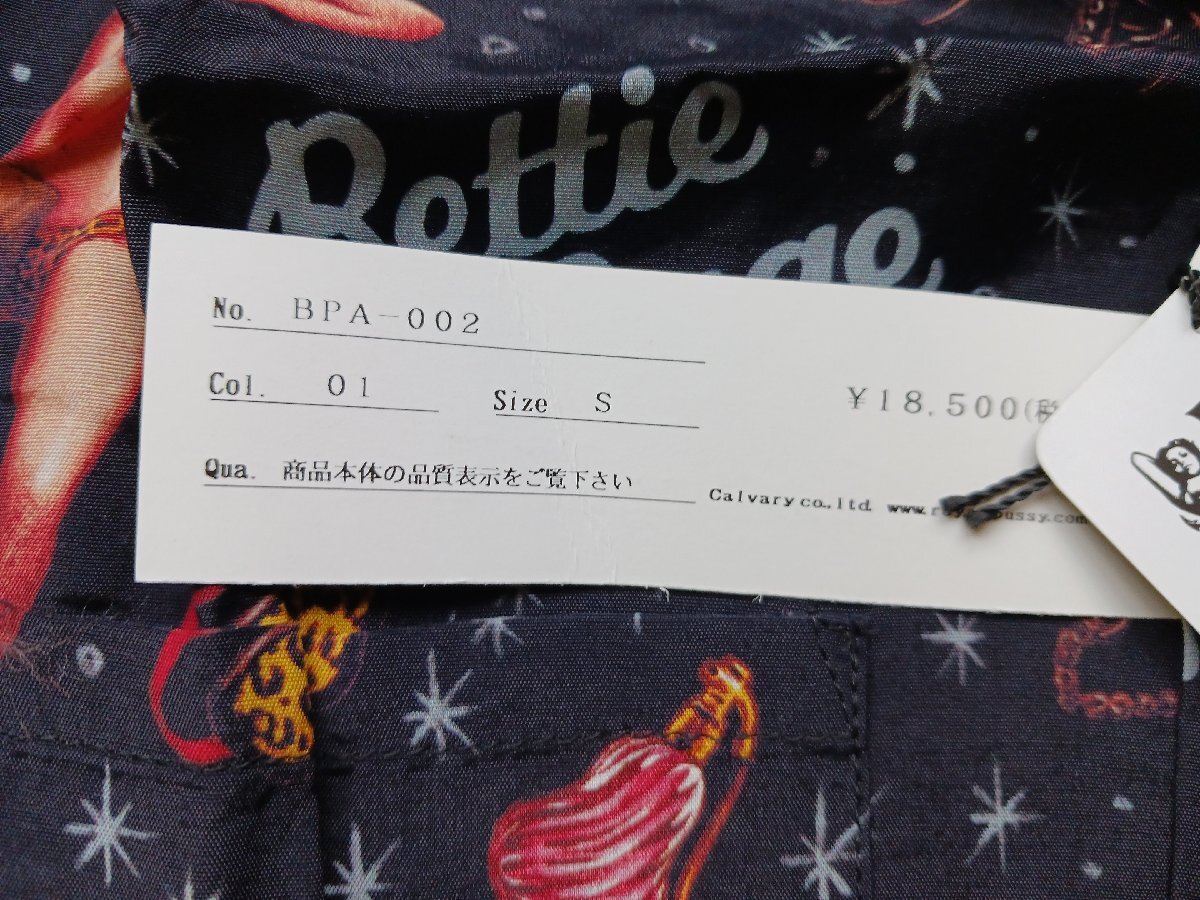 Bettie
No. BPA-002
Col. 01 Size S ¥18,500(税
Qua. 商品本体の品質表示をご覧下さい
Calvary co.,ltd.